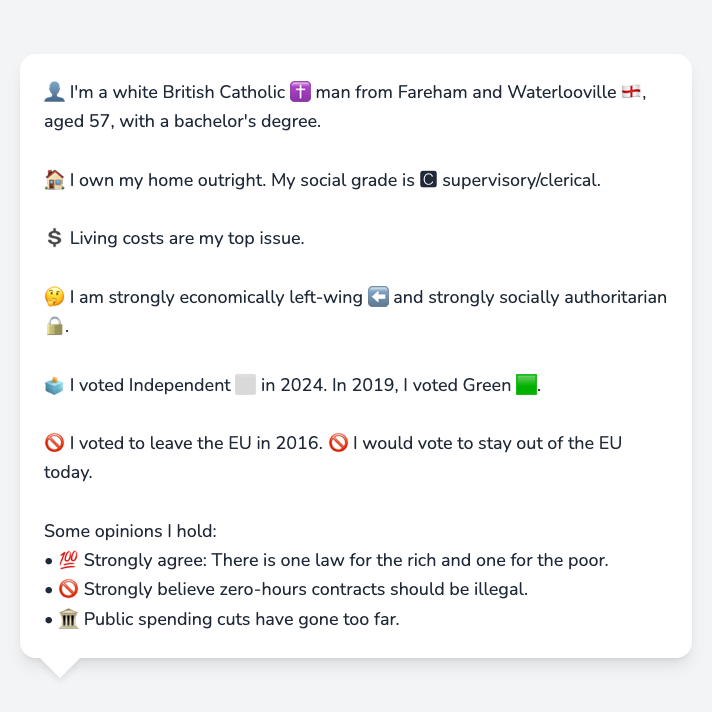 👤 I'm a white British Catholic ✝️ man from Fareham and Waterlooville 🏴󠁧󠁢󠁥󠁮󠁧󠁿,
aged 57, with a bachelor's degree.
🏠 I own my home outright. My social grade is 🅲 supervisory/clerical.
💲 Living costs are my top issue.
🤔 I am strongly economically left-wing ⬅️ and strongly socially authoritarian
🔒.
🗳️ I voted Independent ⬜ in 2024. In 2019, I voted Green 🟩.
🚫 I voted to leave the EU in 2016. 🚫 I would vote to stay out of the EU
today.
Some opinions I hold:
• 💯 Strongly agree: There is one law for the rich and one for the poor.
• 🚫 Strongly believe zero-hours contracts should be illegal.
• 🏛️ Public spending cuts have gone too far.